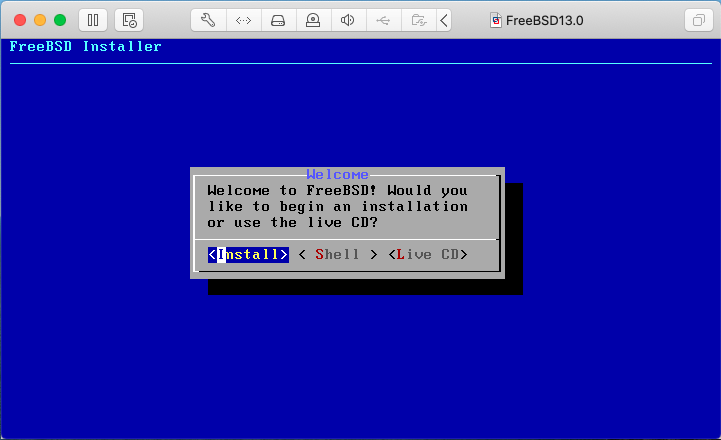 FreeBSD13.0
FreeBSD Installer
Welcome
Welcome to FreeBSD! Would you
like to begin an installation
or use the live CD?
<Install> < Shell > <Live CD>